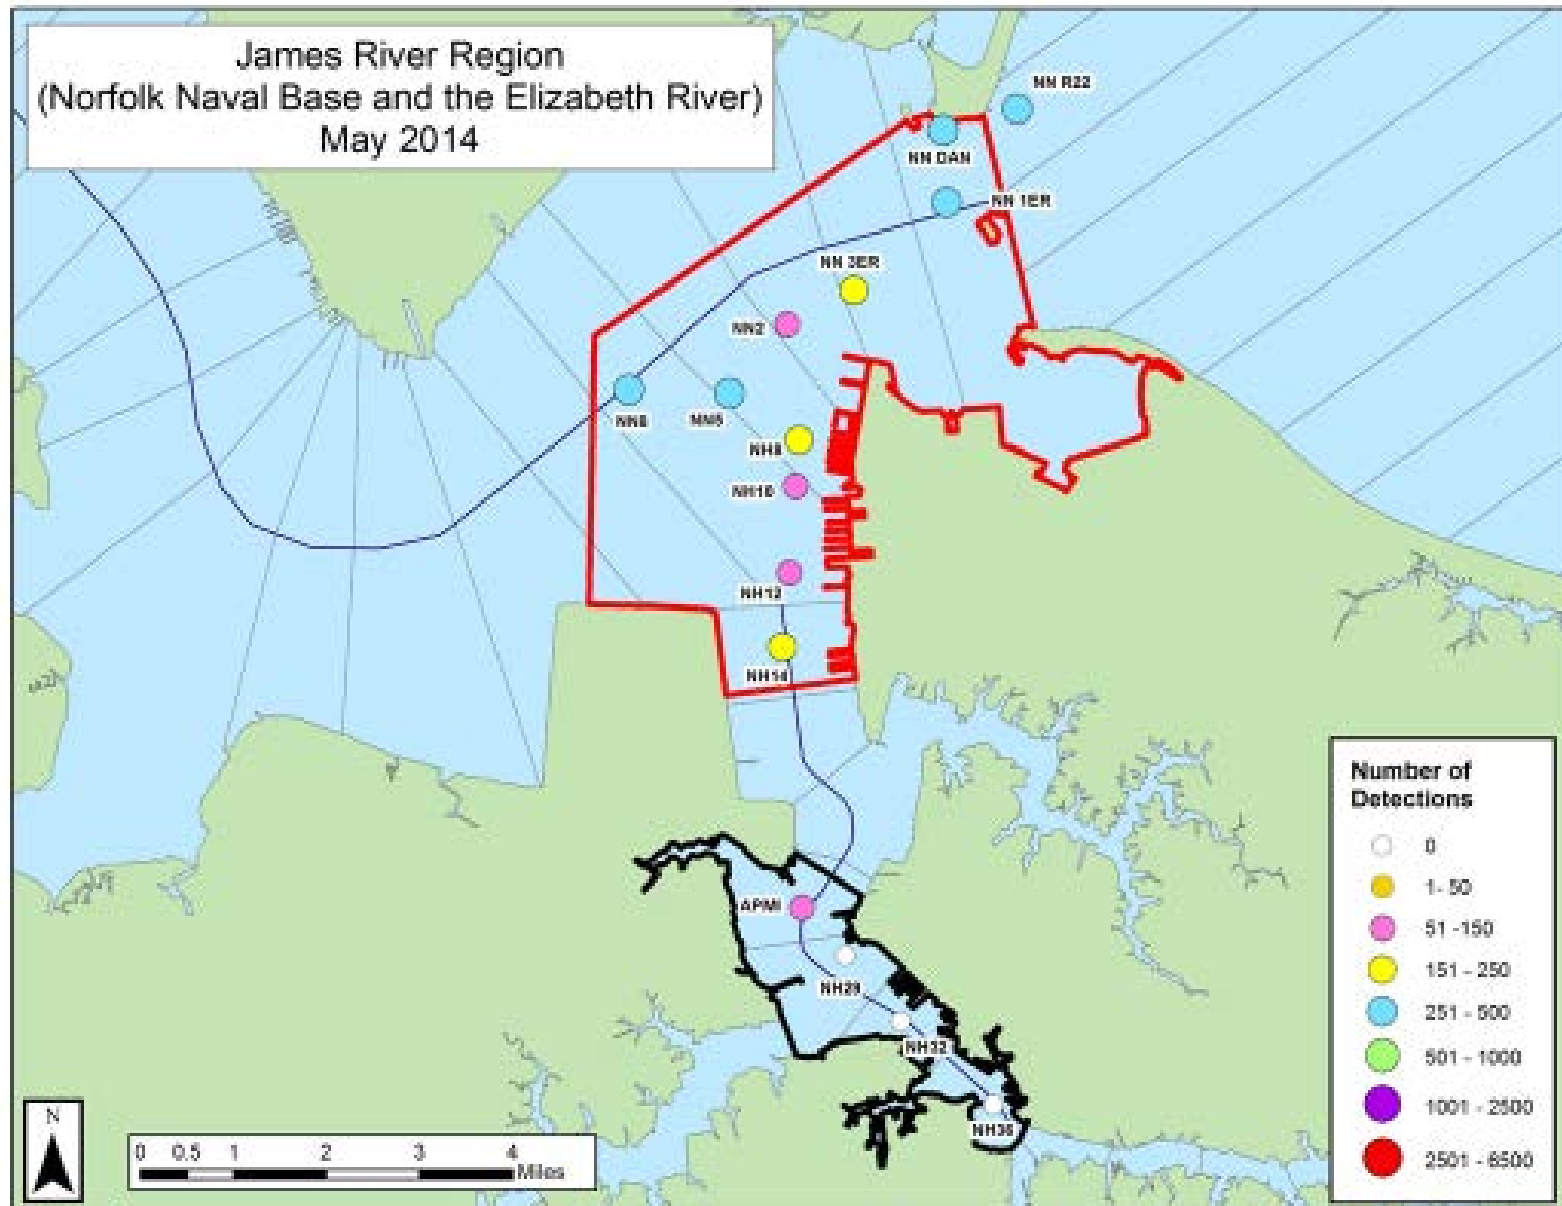 James River Region
(Norfolk Naval Base and the Elizabeth River)
May 2014
NN R22
NN DAN
NN 1ER
NN 3ER
NN2
NN6
NH8
NH10
NH12
NH14
APMI
NH29
NH32
Number of
Detections
0
1- 50
51 -150
151 - 250
251 - 500
501 - 1000
1001 - 2500
2501 - 6500
N
0 0.5 1 2 3 4
Miles